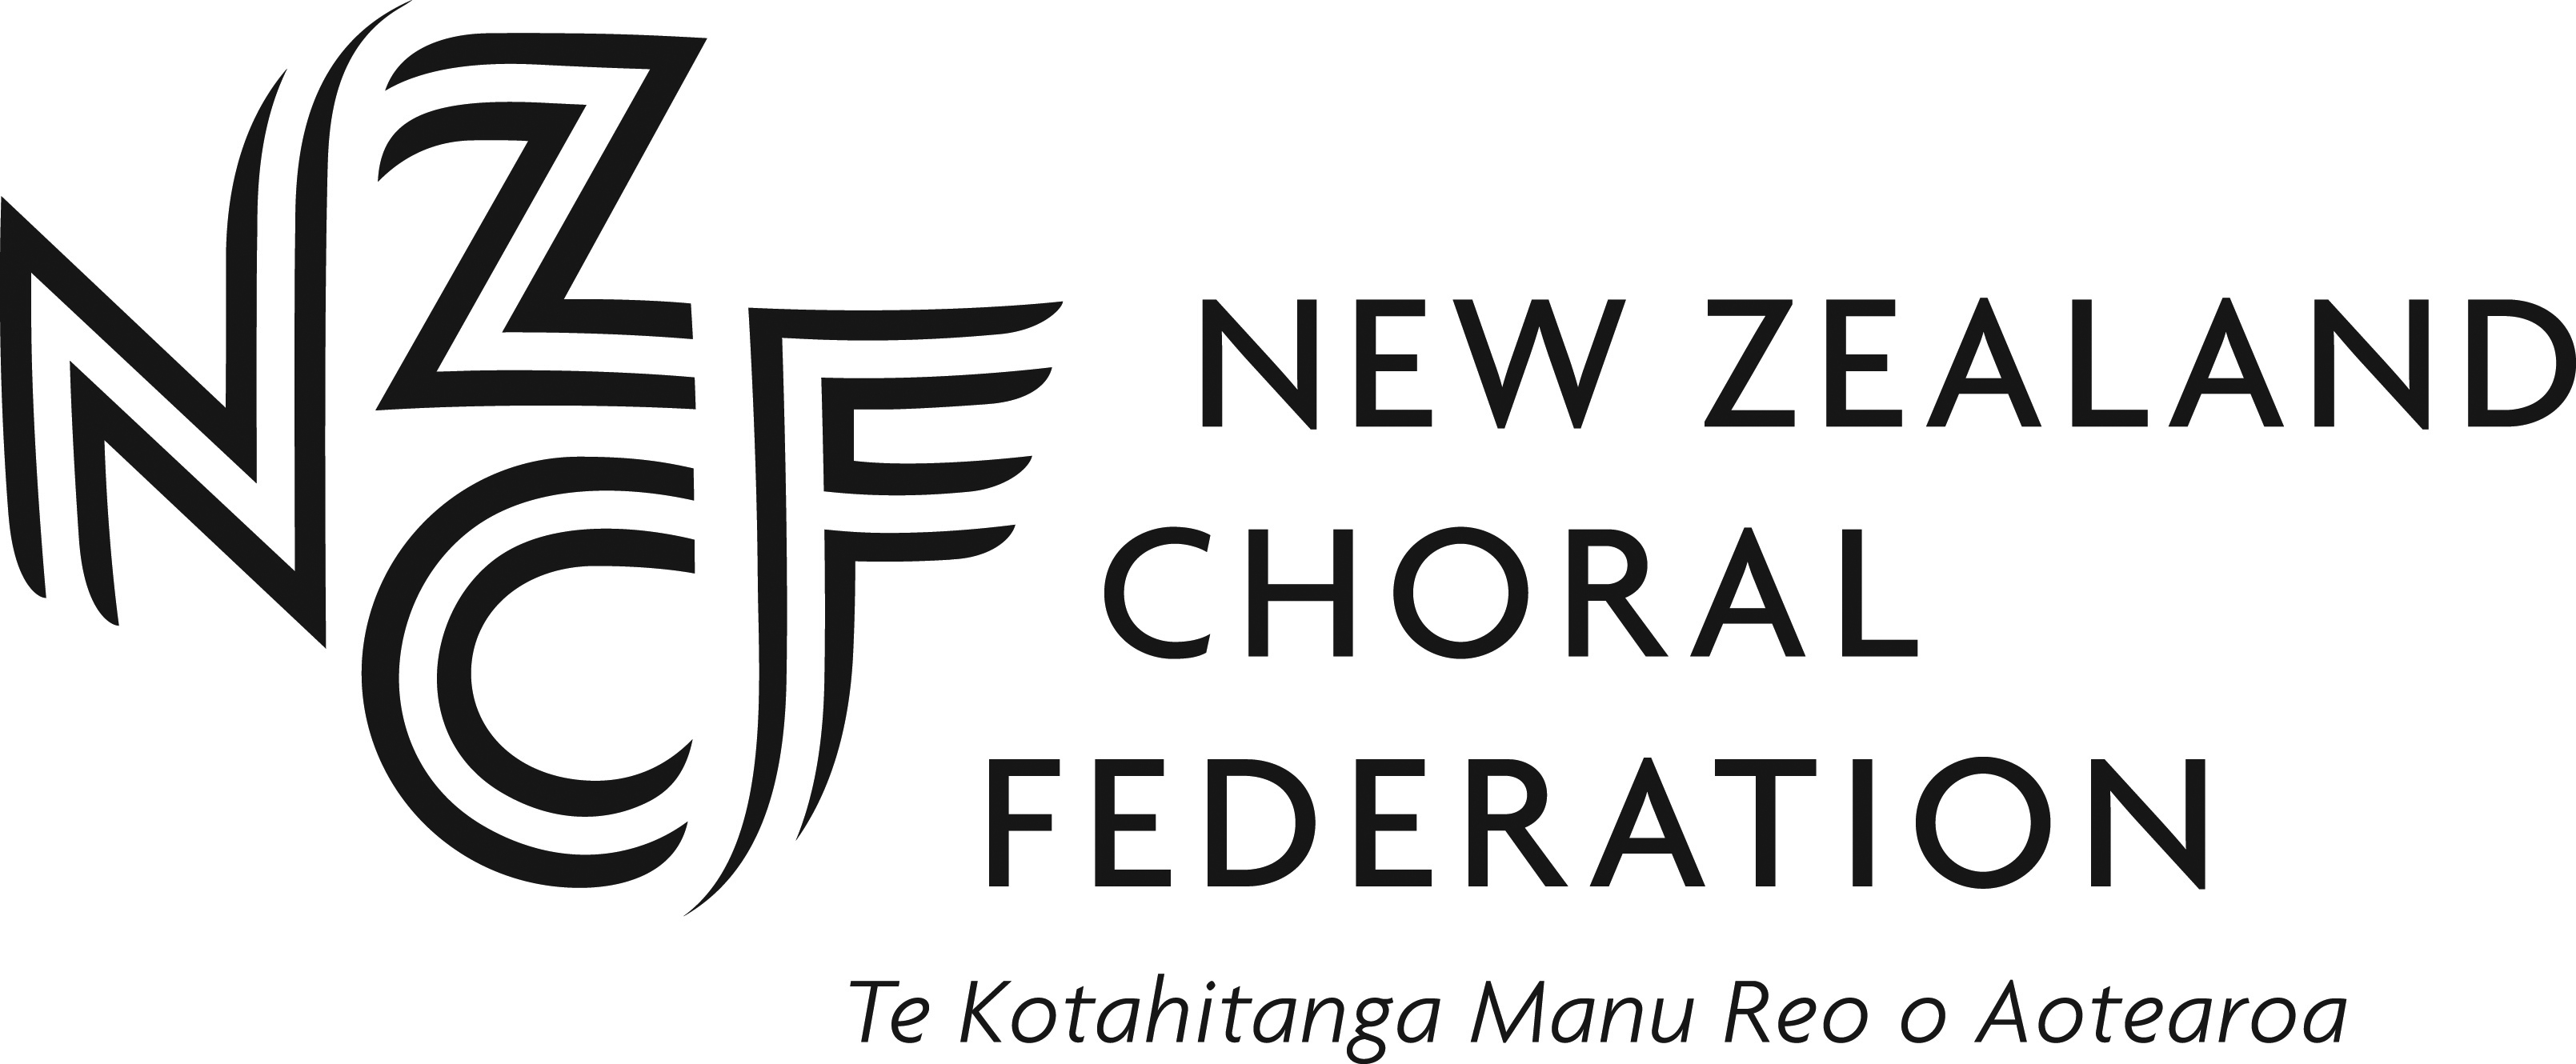 NZCF
NEW ZEALAND
CHORAL
FEDERATION
Te Kotahitanga Manu Reo o Aotearoa